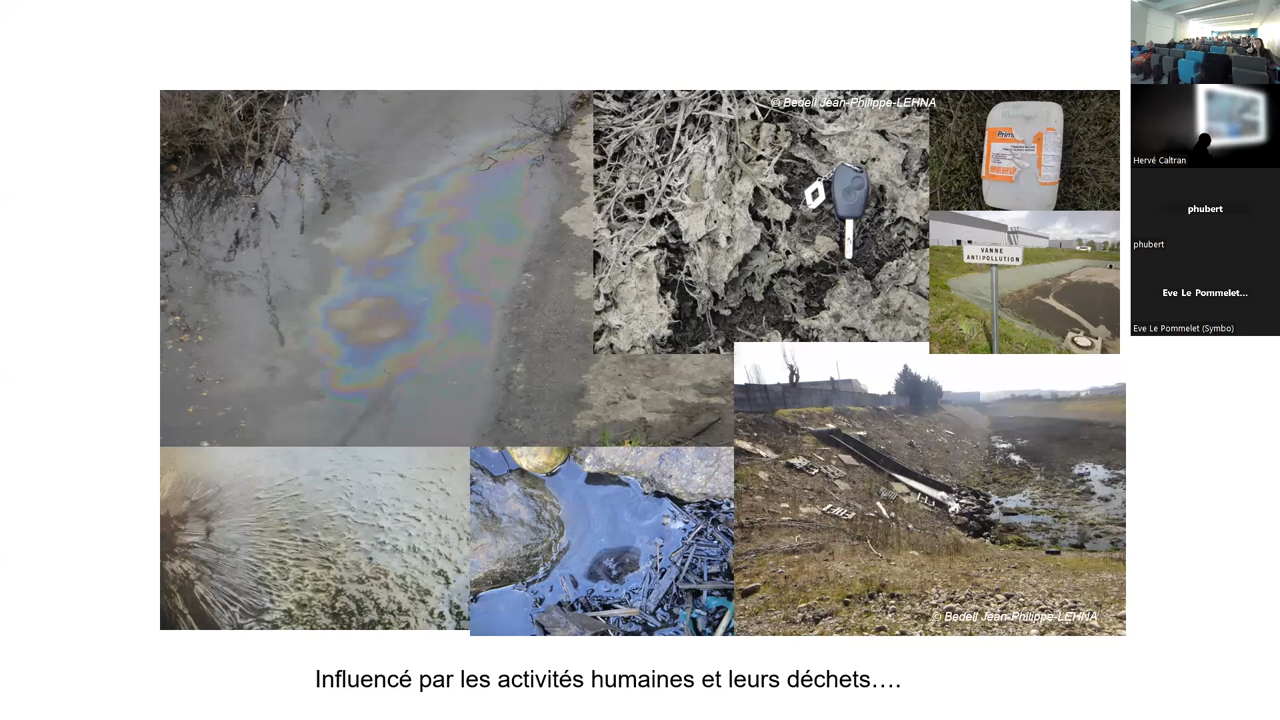 © Bedell Jean-Philippe-LEHNA
VANNE
ANTIPOLLUTION
© Bedell Jean-Philippe-LEHNA
Influencé par les activités humaines et leurs déchets….
Hervé Caltran
phubert
phubert
Eve Le Pommelet...
Eve Le Pommelet (Symbo)